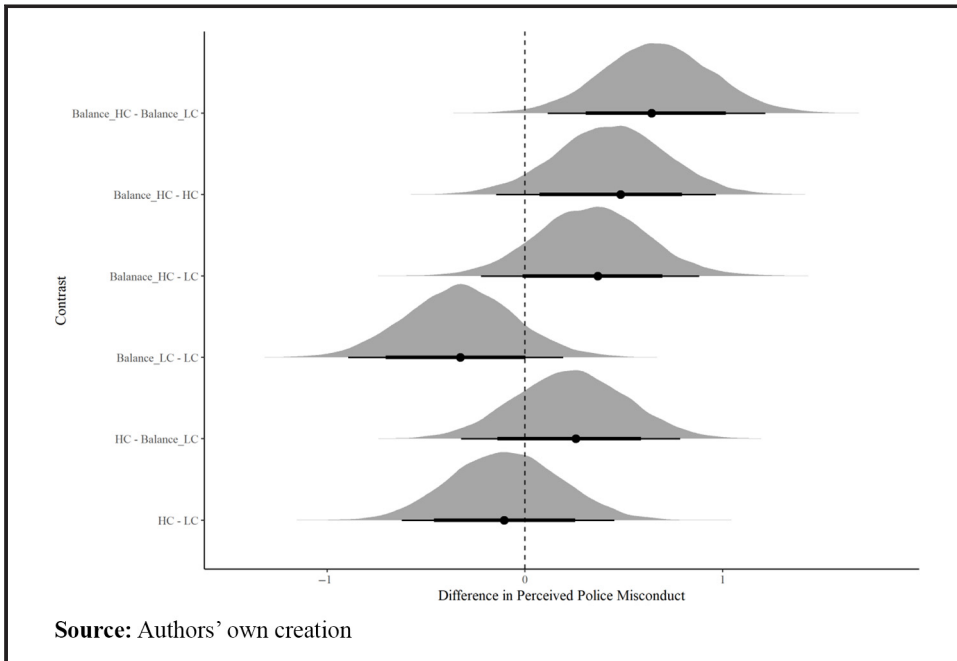 Balance_HC - Balance_LC
Balance_HC - HC
Balanace_HC - LC
Balance_LC - LC
HC - Balance_LC
HC - LC
Contrast
−1
0
1
Difference in Perceived Police Misconduct
Source: Authors’ own creation